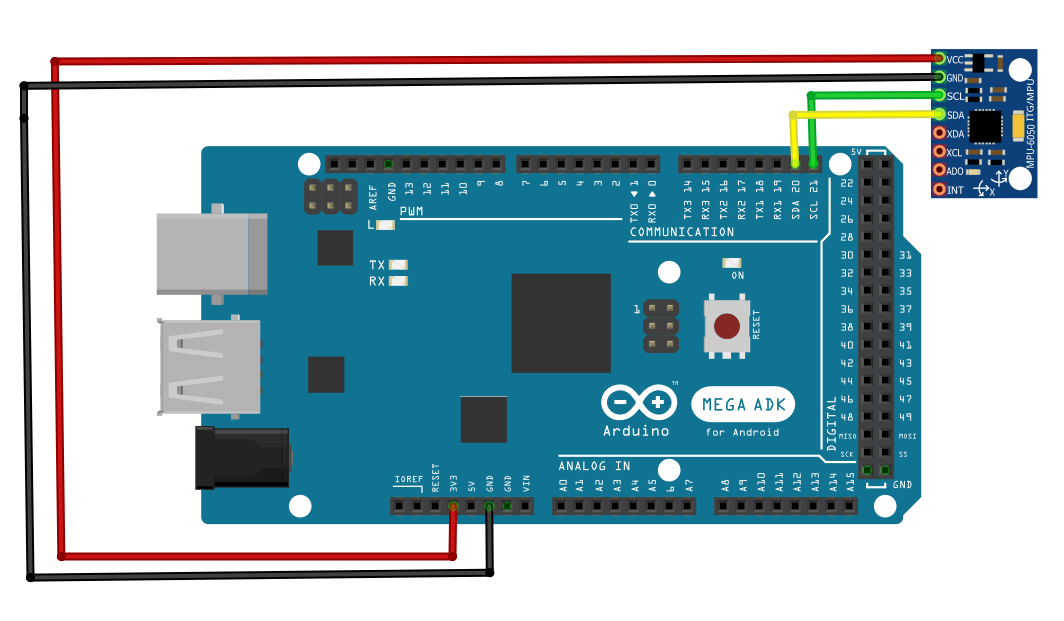 VCC
GND
SCL
SDA
XDA
XCL
ADO
INT
MPU-6050 ITG/MPU
Y
X
AREF
GND
13
12
11
10
9
8
7
6
5
4
3
2
TX0 ◄ 1
RX0 ► 0
TX3 14
RX3 15
TX2 16
RX2 17
TX1 18
RX1 19
SDA 20
SCL 21
5V
PWM
L
COMMUNICATION
TX
RX
ON
1
RESET
22
24
26
28
30 31
32 33
34 35
36 37
38 39
40 41
42 43
44 45
46 47
48 49
MISO MOSI
SCK SS
GND
DIGITAL
TM
MEGA ADK
Arduino
for Android
ANALOG IN
IOREF
RESET
3V3
5V
GND
GND
VIN
A0
A1
A2
A3
A4
A5
6
A7
A8
A9
A10
A11
A12
A13
A14
A15